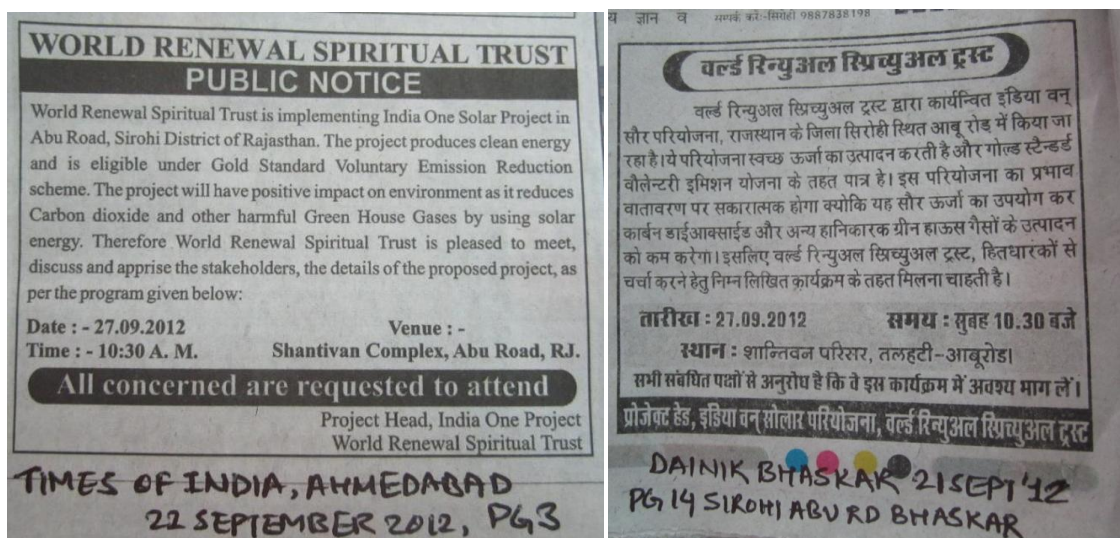 WORLD RENEWAL SPIRITUAL TRUST
PUBLIC NOTICE
World Renewal Spiritual Trust is implementing India One Solar Project in
Abu Road, Sirohi District of Rajasthan. The project produces clean energy
and is eligible under Gold Standard Voluntary Emission Reduction
scheme. The project will have positive impact on environment as it reduces
Carbon dioxide and other harmful Green House Gases by using solar
energy. Therefore World Renewal Spiritual Trust is pleased to meet,
discuss and apprise the stakeholders, the details of the proposed project, as
per the program given below:
Date : - 27.09.2012 Venue : -
Time : - 10:30 A. M. Shantivan Complex, Abu Road, RJ.
All concerned are requested to attend
Project Head, India One Project
World Renewal Spiritual Trust
TIMES OF INDIA, AHMEDABAD
22 SEPTEMBER 2012, PG3
य ज्ञान व सम्पर्क करें:-सिरोही 9887838198
वर्ल्ड रिन्युअल स्प्रिच्युअल ट्रस्ट
वर्ल्ड रिन्युअल स्प्रिच्युअल ट्रस्ट द्वारा कार्यन्वित इंडिया वन्
सौर परियोजना, राजस्थान के जिला सिरोही स्थित आबू रोड़ में किया जा
रहा है। ये परियोजना स्वच्छ ऊर्जा का उत्पादन करती है और गोल्ड स्टैन्डर्ड
वौलेन्टरी इमिशन योजना के तहत पात्र है। इस परियोजना का प्रभाव
वातावरण पर सकारात्मक होगा क्योकि यह सौर ऊर्जा का उपयोग कर
कार्बन डाईआक्साईड और अन्य हानिकारक ग्रीन हाऊस गैसों के उत्पादन
को कम करेगा। इसलिए वर्ल्ड रिन्युअल स्प्रिच्युअल ट्रस्ट, हितधारकों से
चर्चा करने हेतु निम्न लिखित कार्यक्रम के तहत मिलना चाहती है।
तारीख : 27.09.2012 समय : सुबह 10.30 बजे
स्थान : शान्तिवन परिसर, तलहटी-आबूरोड।
सभी संबंधित पक्षों से अनुरोध है कि वे इस कार्यक्रम में अवश्य भाग लें।
प्रोजेक्ट हेड, इंडिया वन् सोलार परियोजना, वर्ल्ड रिन्युअल स्प्रिच्युअल ट्रस्ट
DAINIK BHASKAR 21 SEPT '12
PG 14 SIROHI ABU RD BHASKAR